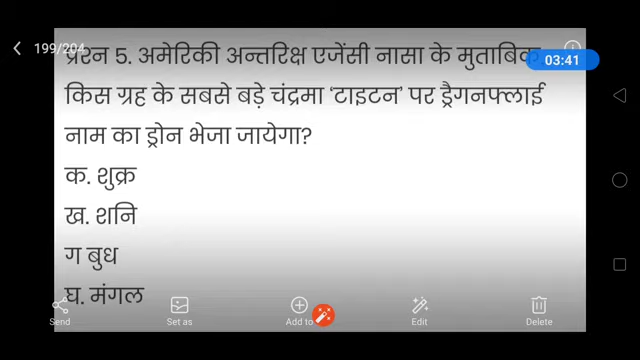 199/204
प्रश्न 5. अमेरिकी अन्तरिक्ष एजेंसी नासा के मुताबिक
03:41
किस ग्रह के सबसे बड़े चंद्रमा ‘टाइटन’ पर ड्रैगनफ्लाई
नाम का ड्रोन भेजा जायेगा?
क. शुक्र
ख. शनि
ग बुध
घ. मंगल
Send
Set as
Add to
Edit
Delete